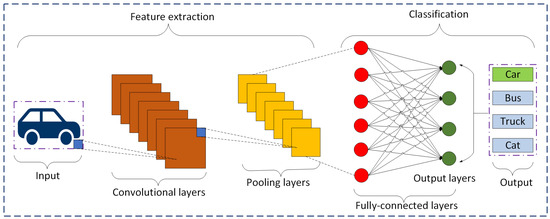 Feature extraction
Classification
Car
Bus
Truck
Cat
Input
Convolutional layers
Pooling layers
Output layers
Output
Fully-connected layers